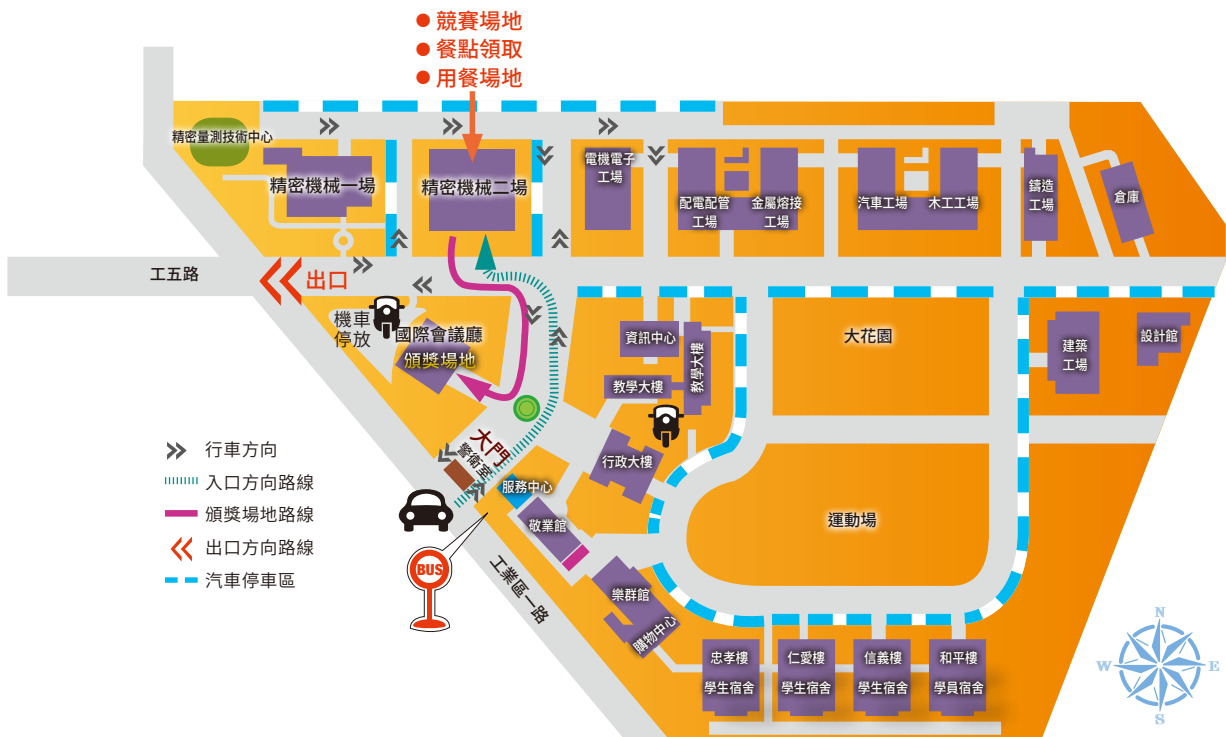 競賽場地
餐點領取
用餐場地
精密量測技術中心
精密機械一場
精密機械二場
電機電子
工場
配電配管
工場
金屬熔接
工場
汽車工場
木工工場
鑄造
工場
倉庫
工五路
出口
機車
停放
國際會議廳
頒獎場地
資訊中心
教學大樓
教學大樓
大花園
建築
工場
設計館
大門
警衛室
行政大樓
服務中心
敬業館
運動場
行車方向
入口方向路線
頒獎場地路線
出口方向路線
汽車停車區
BUS
工業區一路
樂群館
購物中心
忠孝樓
學生宿舍
仁愛樓
學生宿舍
信義樓
學生宿舍
和平樓
學員宿舍
N
W
E
S